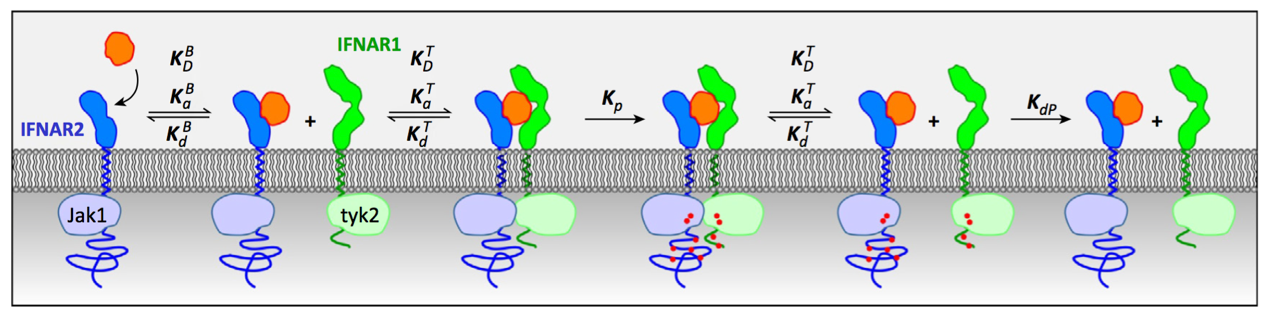 IFNAR2
Jak1
K_D^B
K_a^B
K_d^B
+
IFNAR1
tyk2
K_D^T
K_a^T
K_d^T
K_p
K_D^T
K_a^T
K_d^T
+
K_dP
+